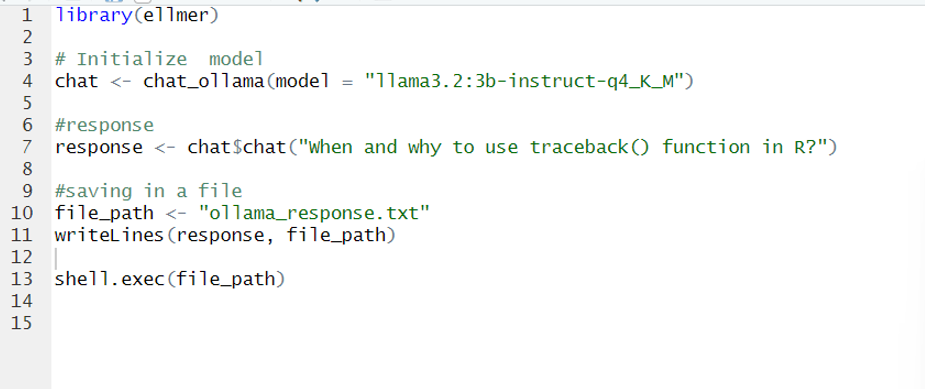 1 library(ellmer)
2
3 # Initialize  model
4 chat <- chat_ollama(model = "llama3.2:3b-instruct-q4_K_M")
5
6 #response
7 response <- chat$chat("When and why to use traceback() function in R?")
8
9 #saving in a file
10 file_path <- "ollama_response.txt"
11 writeLines(response, file_path)
12
13 shell.exec(file_path)
14
15